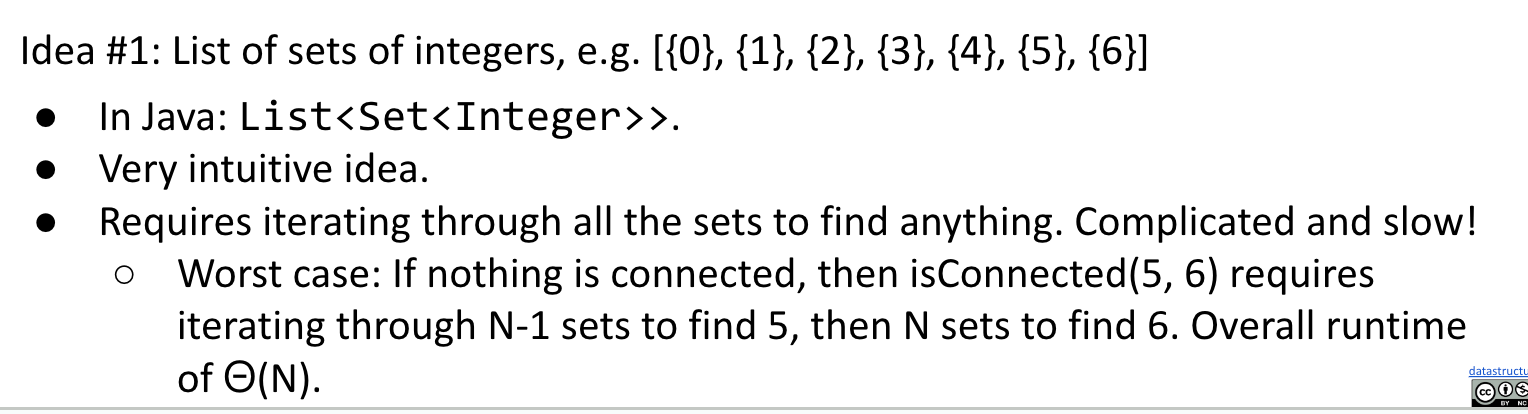 Idea #1: List of sets of integers, e.g. [{0}, {1}, {2}, {3}, {4}, {5}, {6}]
● In Java: List<Set<Integer>>.
● Very intuitive idea.
● Requires iterating through all the sets to find anything. Complicated and slow!
○ Worst case: If nothing is connected, then isConnected(5, 6) requires
iterating through N-1 sets to find 5, then N sets to find 6. Overall runtime
of Θ(N).
datastructu
cc
BY NC